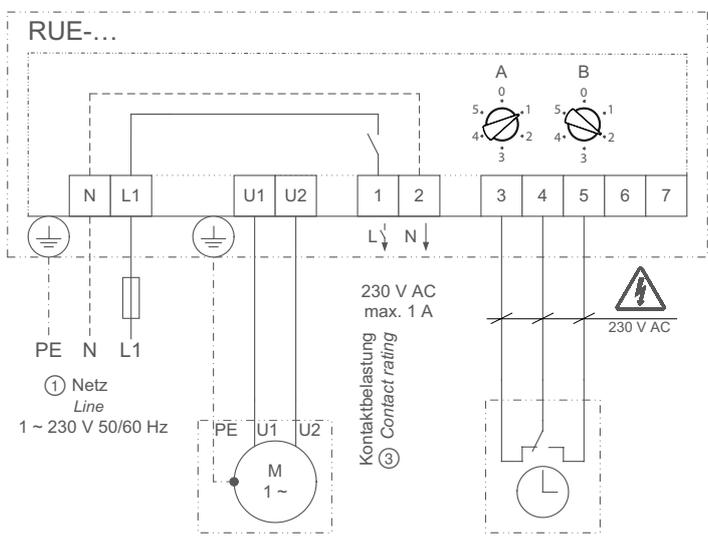 RUE-...
A B
0 0
5 1 5 1
4 2 4 2
3 3
N L1 U1 U2 1 2 3 4 5 6 7
L N
230 V AC
max. 1 A
230 V AC
PE N L1
① Netz
Line
1 ~ 230 V 50/60 Hz
Kontaktbelastung
③ Contact rating
PE U1 U2
M
1 ~